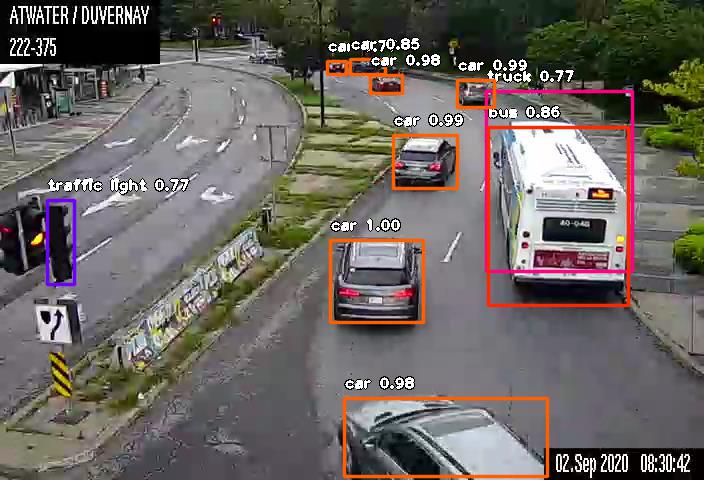 ATWATER / DUVERNAY
222-375
car 0.85
car 0.98
car 0.99
truck 0.77
bus 0.86
car 0.99
traffic light 0.77
car 1.00
40-048
car 0.98
02.Sep 2020 08:30:42